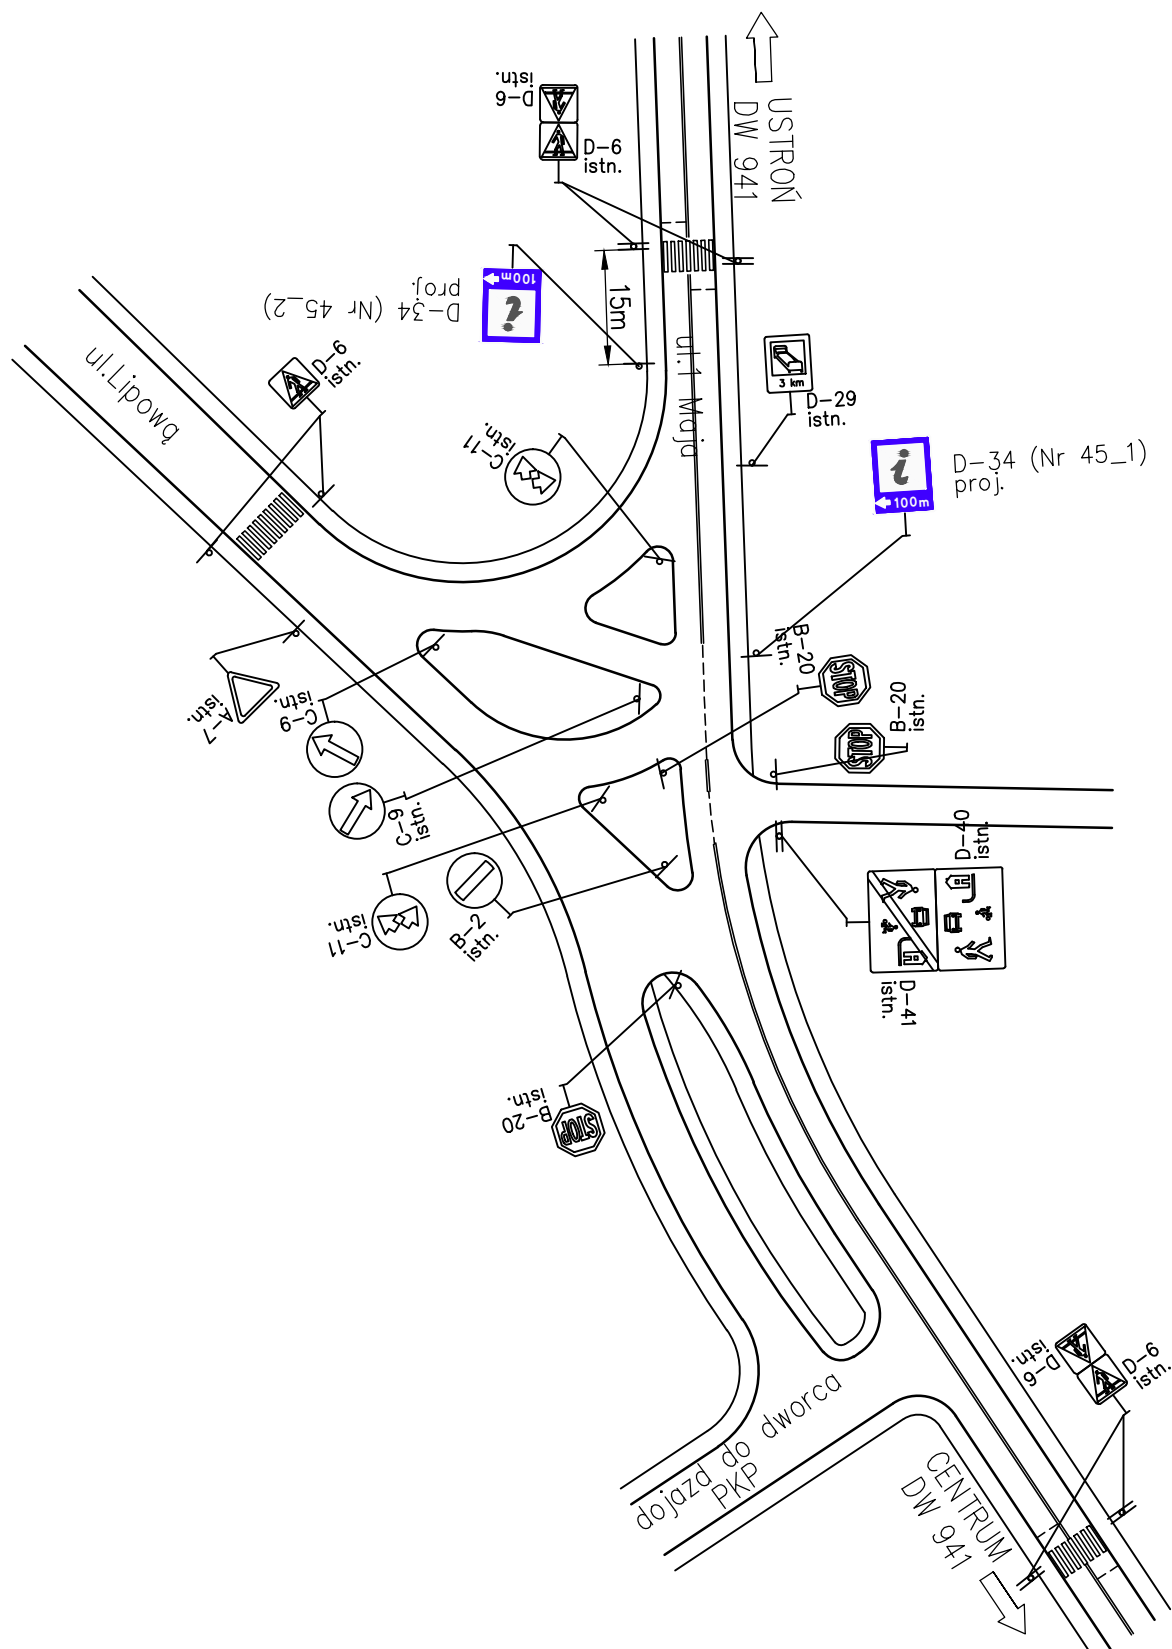 USTROŃ
DW 941
D-6
istn.
D-6
istn.
15m
100m
i
D-34 (Nr 45_2)
proj.
ul.Lipowa
D-6
istn.
ul.1 Maja
3 km
D-29
istn.
C-11
istn.
i
100m
D-34 (Nr 45_1)
proj.
B-20
istn.
STOP
B-20
istn.
STOP
A-7
istn.
C-9
istn.
C-9
istn.
C-11
istn.
B-2
istn.
D-40
istn.
D-41
istn.
B-20
istn.
STOP
D-6
istn.
D-6
istn.
dojazd do dworca
PKP
CENTRUM
DW 941